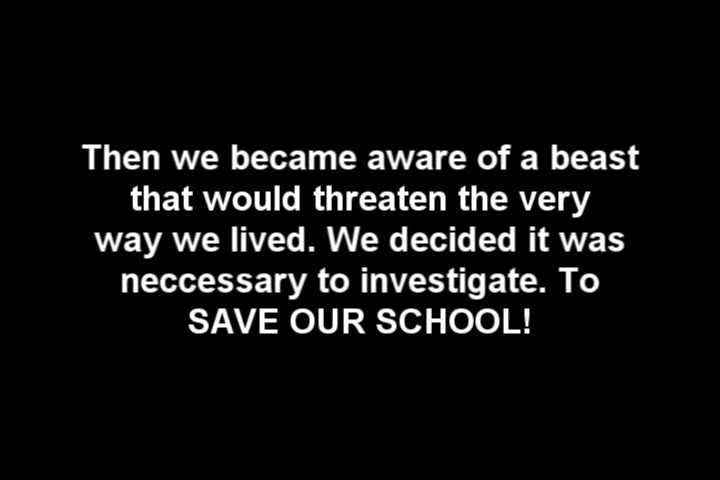 Then we became aware of a beast
that would threaten the very
way we lived. We decided it was
neccessary to investigate. To
SAVE OUR SCHOOL!